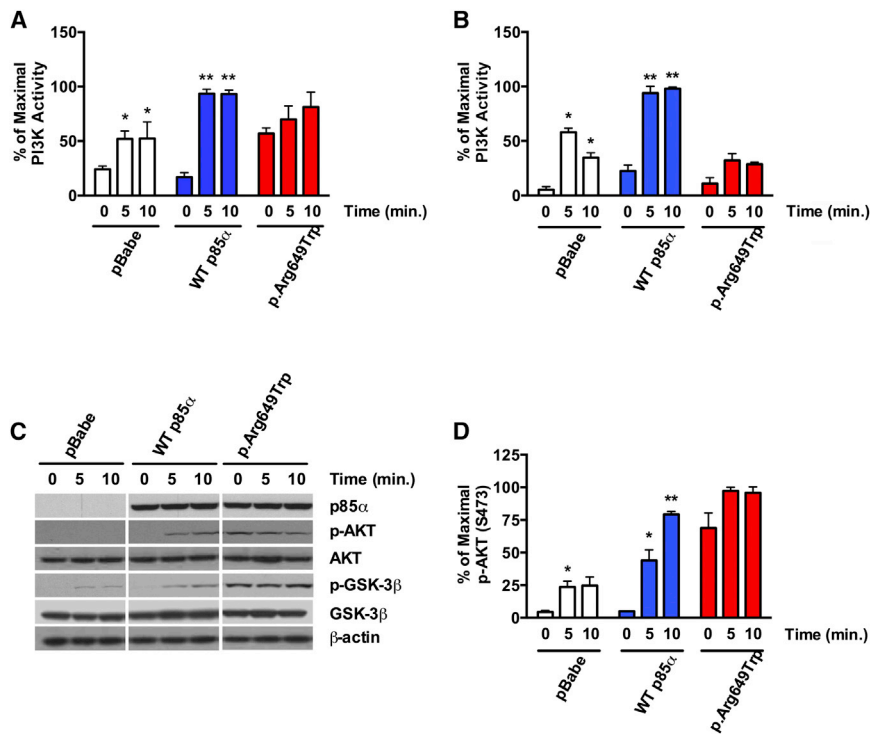 A
% of Maximal
PI3K Activity
150
100
50
0
* * ** **
0 5 10 0 5 10 0 5 10 Time (min.)
pBabe
WT p85α
p.Arg649Trp
B
% of Maximal
PI3K Activity
150
100
50
0
* * ** **
0 5 10 0 5 10 0 5 10 Time (min.)
pBabe
WT p85α
p.Arg649Trp
C
pBabe
WT p85α
p.Arg649Trp
0 5 10 0 5 10 0 5 10 Time (min.)
p85α
p-AKT
AKT
p-GSK-3β
GSK-3β
β-actin
D
% of Maximal
p-AKT (S473)
125
100
75
50
25
0
* * **
0 5 10 0 5 10 0 5 10 Time (min.)
pBabe
WT p85α
p.Arg649Trp